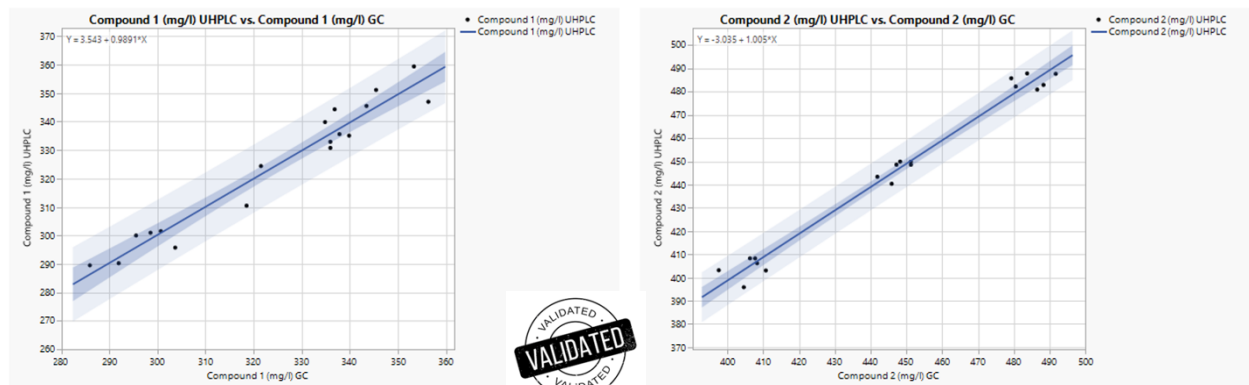 Compound 1 (mg/l) UHPLC vs. Compound 1 (mg/l) GC
Y = 3.543 + 0.9891*X
Compound 1 (mg/l) UHPLC
Compound 1 (mg/l) UHPLC
370
360
350
340
330
320
310
300
290
280
270
260
Compound 1 (mg/l) UHPLC
280 290 300 310 320 330 340 350 360
Compound 1 (mg/l) GC
VALIDATED
VALIDATED
VALIDATED
Compound 2 (mg/l) UHPLC vs. Compound 2 (mg/l) GC
Y = -3.035 + 1.005*X
Compound 2 (mg/l) UHPLC
Compound 2 (mg/l) UHPLC
500
490
480
470
460
450
440
430
420
410
400
390
380
370
Compound 2 (mg/l) UHPLC
400 410 420 430 440 450 460 470 480 490 500
Compound 2 (mg/l) GC